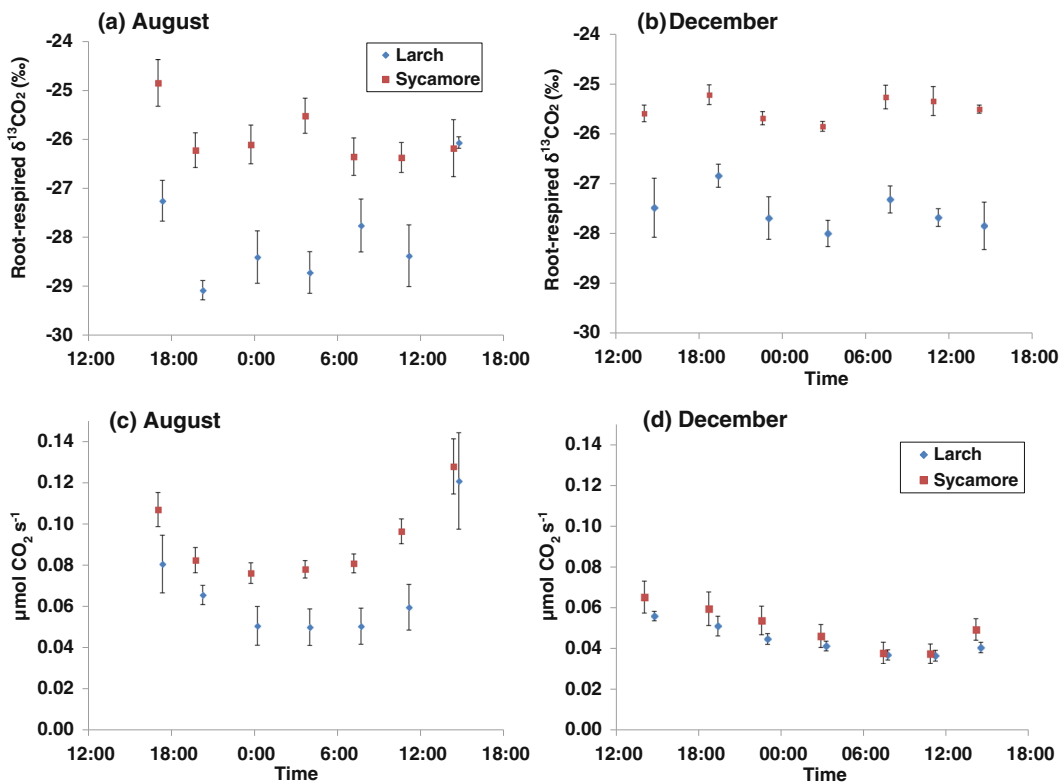 (a) August
Root-respired δ¹³CO₂ (‰)
-24
-25
-26
-27
-28
-29
-30
Larch
Sycamore
12:00 18:00 0:00 6:00 12:00 18:00
(b) December
Root-respired δ¹³CO₂ (‰)
-24
-25
-26
-27
-28
-29
-30
12:00 18:00 00:00 06:00 12:00 18:00
Time
(c) August
μmol CO₂ s⁻¹
0.14
0.12
0.10
0.08
0.06
0.04
0.02
0.00
12:00 18:00 0:00 6:00 12:00 18:00
Time
(d) December
μmol CO₂ s⁻¹
0.14
0.12
0.10
0.08
0.06
0.04
0.02
0.00
Larch
Sycamore
12:00 18:00 00:00 06:00 12:00 18:00
Time